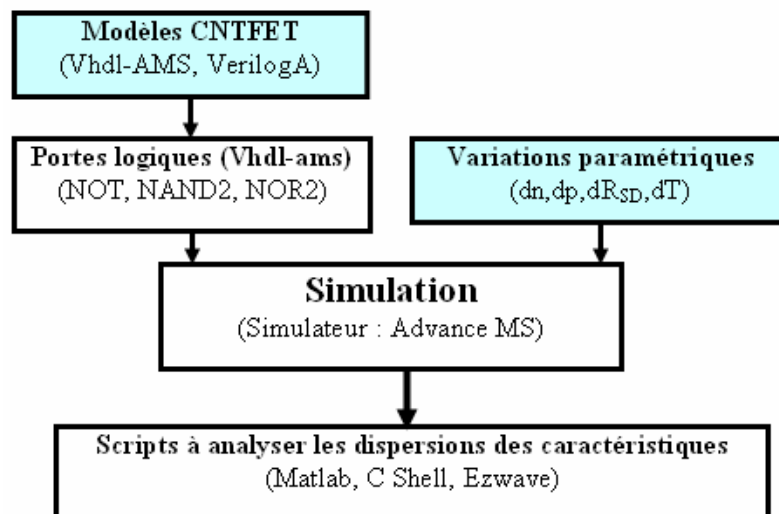 Modèles CNTFET
(Vhdl-AMS, VerilogA)
Portes logiques (Vhdl-ams)
(NOT, NAND2, NOR2)
Variations paramétriques
(dn,dp,dRSD,dT)
Simulation
(Simulateur : Advance MS)
Scripts à analyser les dispersions des caractéristiques
(Matlab, C Shell, Ezwave)